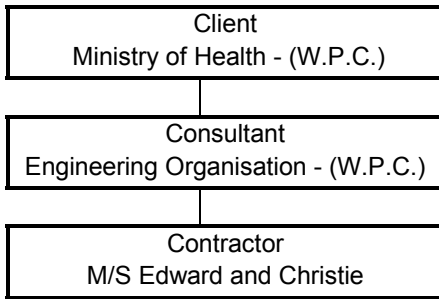 Client
Ministry of Health - (W.P.C.)
Consultant
Engineering Organisation - (W.P.C.)
Contractor
M/S Edward and Christie